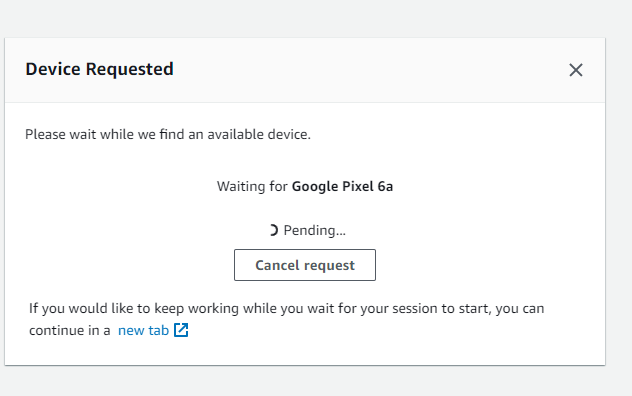 Device Requested
Please wait while we find an available device.
Waiting for Google Pixel 6a
Pending...
Cancel request
If you would like to keep working while you wait for your session to start, you can
continue in a new tab